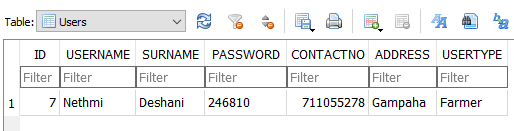 Table: Users
ID USERNAME SURNAME PASSWORD CONTACTNO ADDRESS USERTYPE
Filter Filter Filter Filter Filter Filter Filter
1 7 Nethmi Deshani 246810 711055278 Gampaha Farmer